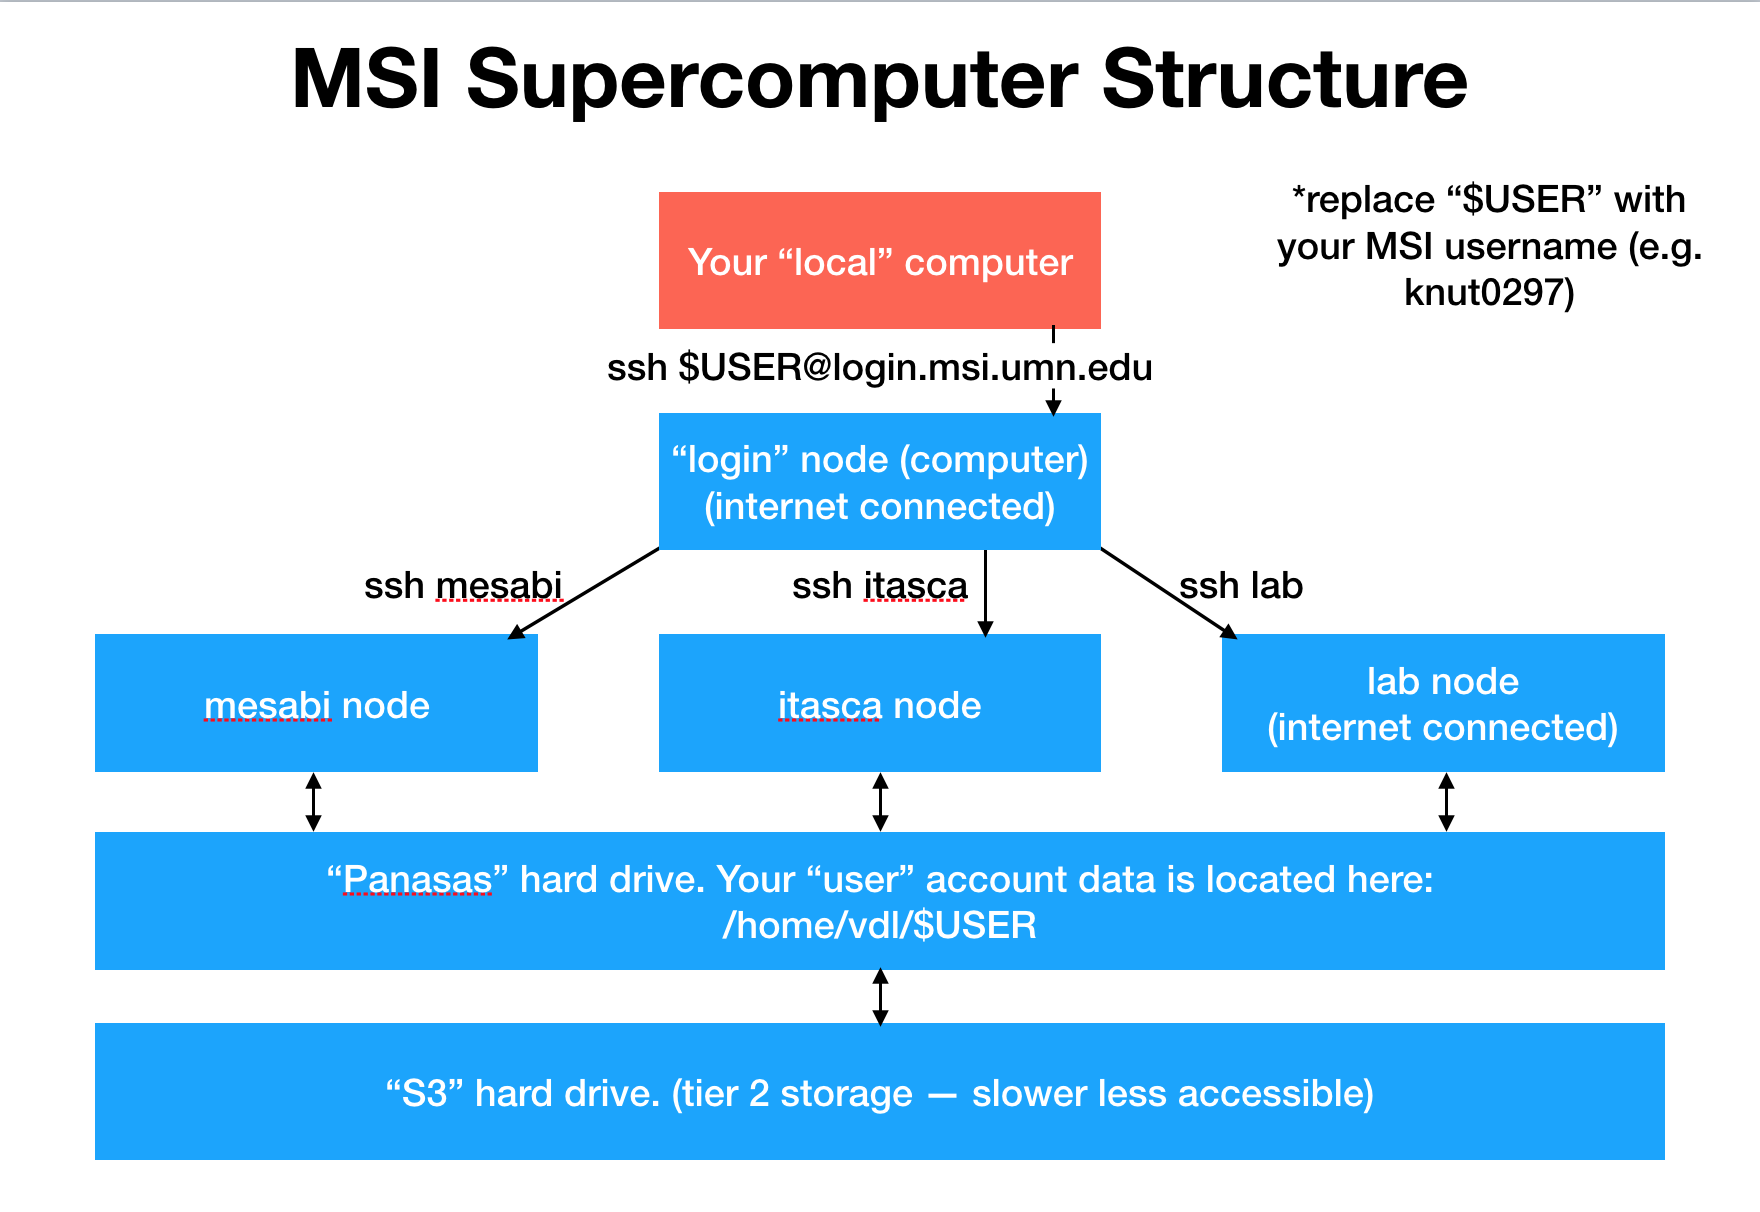 MSI Supercomputer Structure
*replace “$USER” with
your MSI username (e.g.
knut0297)
Your “local” computer
ssh $USER@login.msi.umn.edu
“login” node (computer)
(internet connected)
ssh mesabi
ssh itasca
ssh lab
mesabi node
itasca node
lab node
(internet connected)
“Panasas” hard drive. Your “user” account data is located here:
/home/vdl/$USER
“S3” hard drive. (tier 2 storage — slower less accessible)